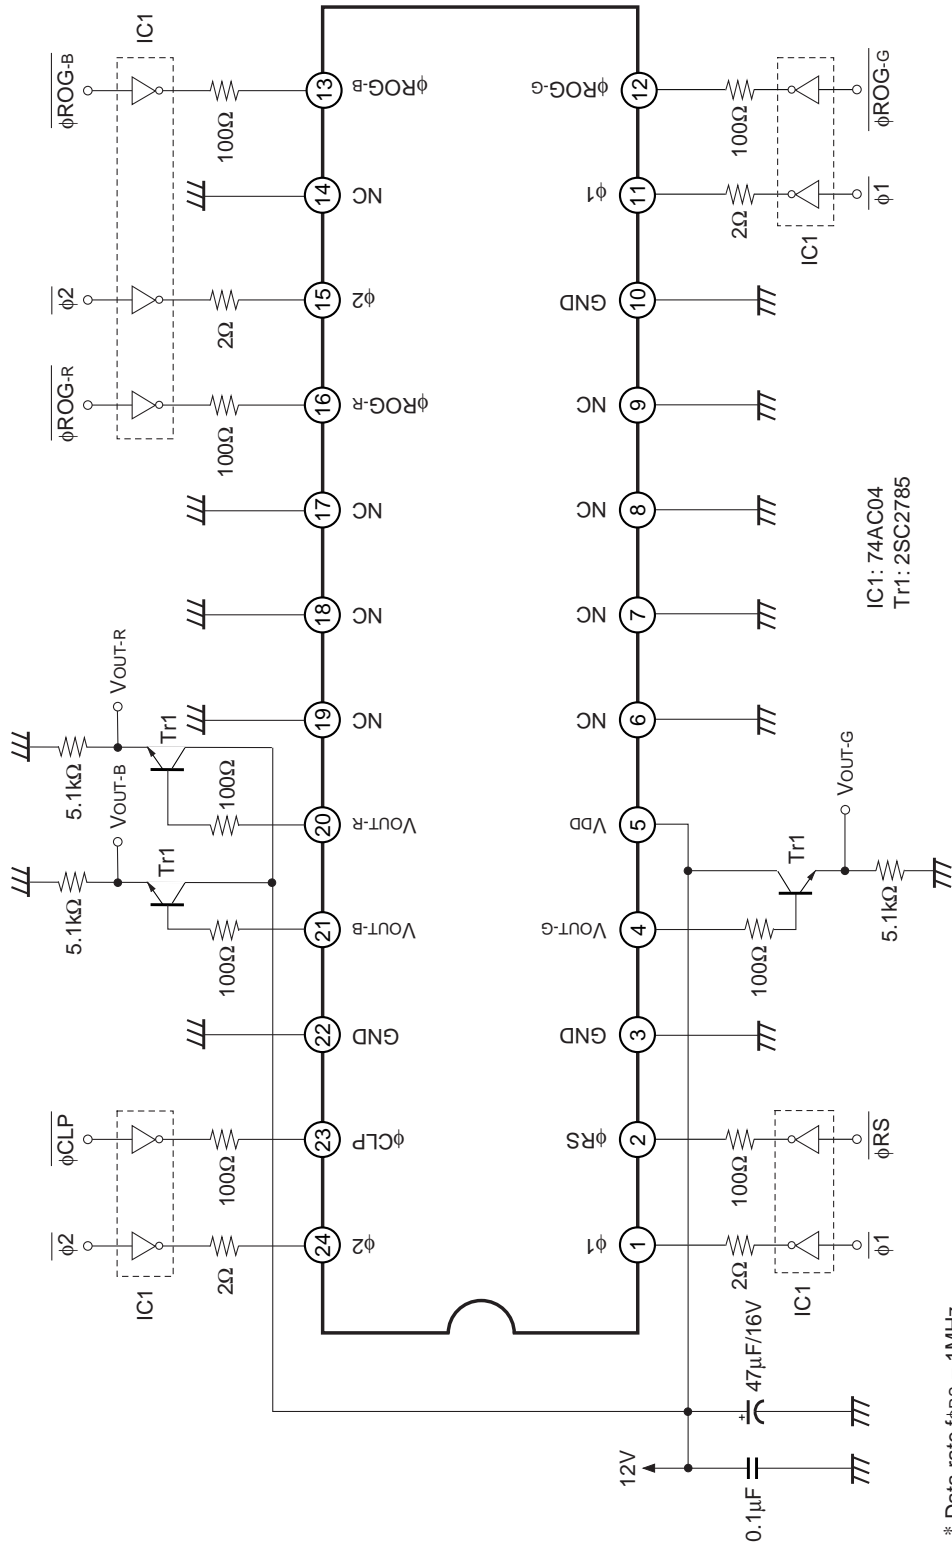 φROG-B
IC1
100Ω
13
φROG-B
14
NC
φ2
2Ω
15
φ2
φROG-R
100Ω
16
φROG-R
17
NC
18
NC
19
NC
5.1kΩ
VOUT-R
Tr1
100Ω
20
VOUT-R
5.1kΩ
VOUT-B
Tr1
100Ω
21
VOUT-B
22
GND
φCLP
100Ω
23
φCLP
φ2
IC1
2Ω
24
φ2
φROG-G
12
100Ω
φROG-G
φ1
11
2Ω
φ1
IC1
GND
10
NC
9
NC
8
NC
7
NC
6
VDD
5
VOUT-G
4
100Ω
Tr1
VOUT-G
5.1kΩ
GND
3
φRS
2
100Ω
φRS
φ1
1
2Ω
φ1
IC1
12V
47µF/16V
0.1µF
IC1: 74AC04
Tr1: 2SC2785
* Data rate
1MHz